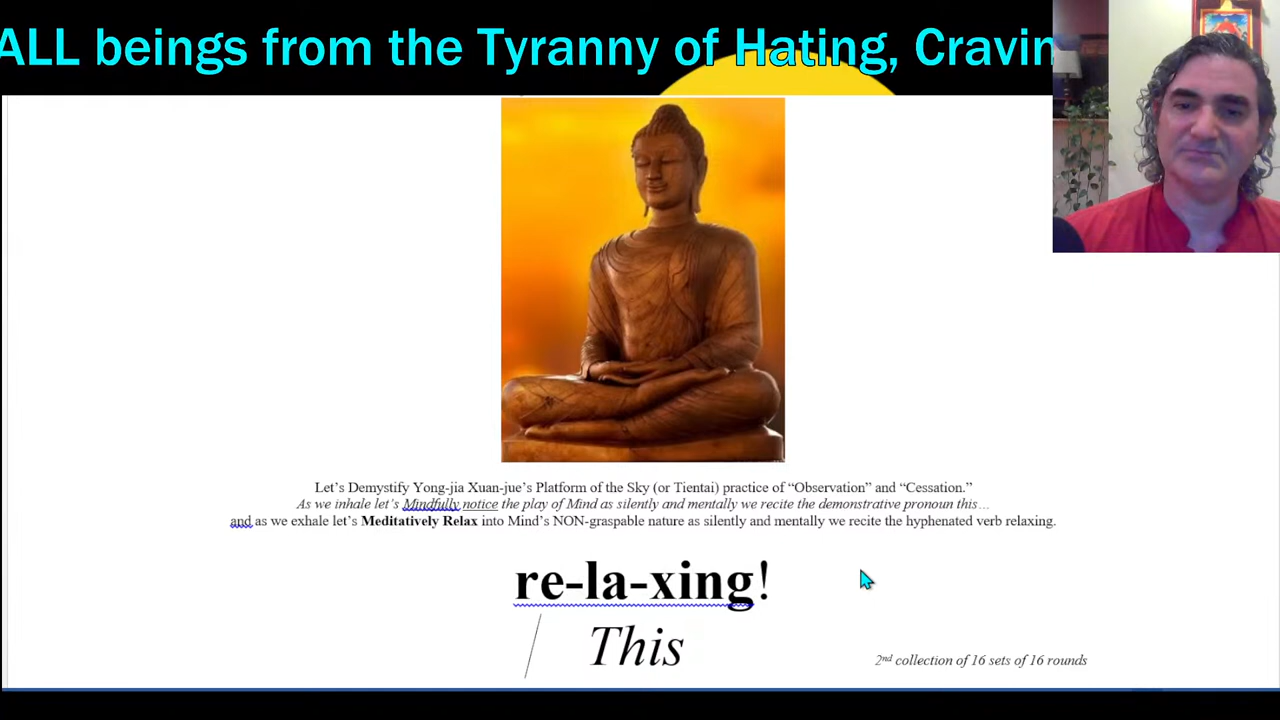 ALL beings from the Tyranny of Hating,
Let’s Demystify Yong-jia Xuan-jue’s Platform of the Sky (or Tientai) practice of “Observation” and “Cessation.”
As we inhale let’s Mindfully notice the play of Mind as silently and mentally we recite the demonstrative pronoun this…
and as we exhale let’s Meditatively Relax into Mind’s NON-graspable nature as silently and mentally we recite the hyphenated verb relaxing.
re-la-xing!
This
2nd collection of 16 sets of 16 rounds